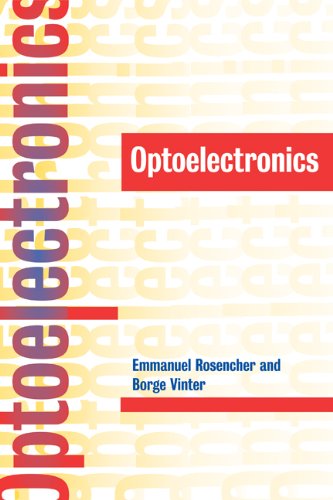 Optoelectronics
Optoelectronics
Emmanuel Rosencher and
Borge Vinter